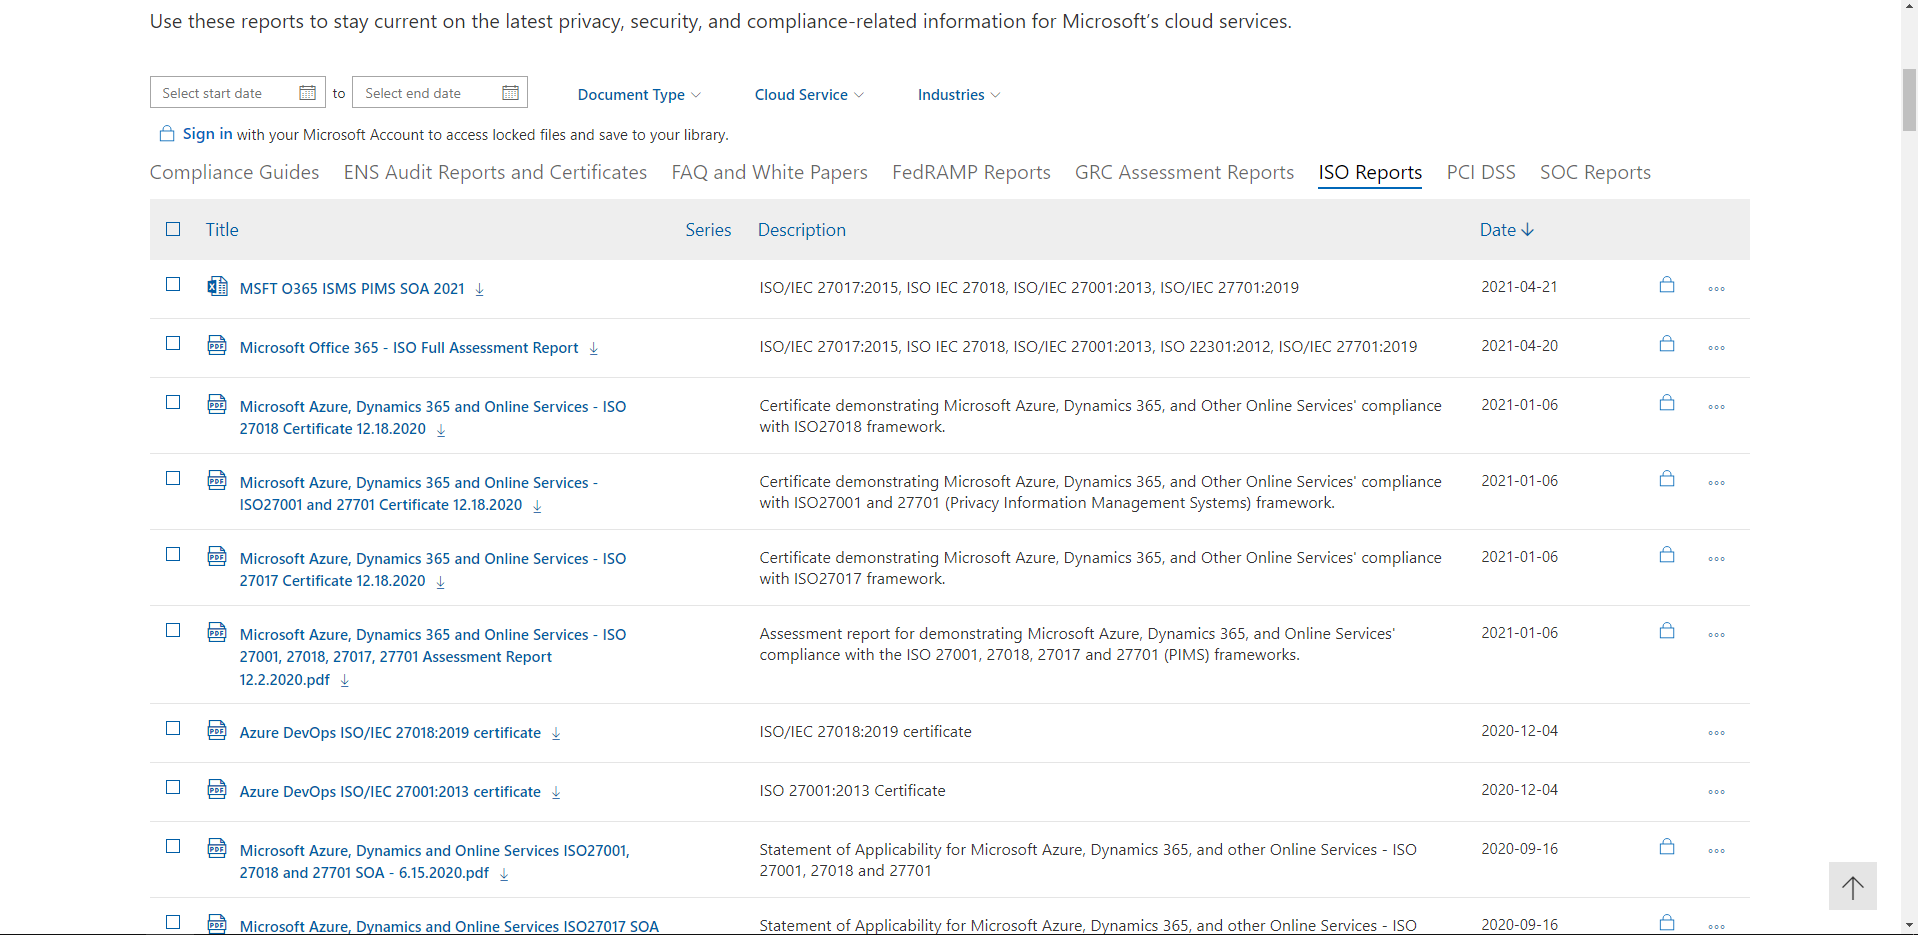 Use these reports to stay current on the latest privacy, security, and compliance-related information for Microsoft's cloud services.
Select start date to Select end date Document Type Cloud Service Industries
Sign in with your Microsoft Account to access locked files and save to your library.
Compliance Guides ENS Audit Reports and Certificates FAQ and White Papers FedRAMP Reports GRC Assessment Reports ISO Reports PCI DSS SOC Reports
Title Series Description Date
MSFT O365 ISMS PIMS SOA 2021 ISO/IEC 27017:2015, ISO IEC 27018, ISO/IEC 27001:2013, ISO/IEC 27701:2019 2021-04-21
Microsoft Office 365 - ISO Full Assessment Report ISO/IEC 27017:2015, ISO IEC 27018, ISO/IEC 27001:2013, ISO 22301:2012, ISO/IEC 27701:2019 2021-04-20
Microsoft Azure, Dynamics 365 and Online Services - ISO Certificate demonstrating Microsoft Azure, Dynamics 365, and Other Online Services' compliance 2021-01-06
27018 Certificate 12.18.2020 with ISO27018 framework.
Microsoft Azure, Dynamics 365 and Online Services - Certificate demonstrating Microsoft Azure, Dynamics 365, and Other Online Services' compliance 2021-01-06
ISO27001 and 27701 Certificate 12.18.2020 with ISO27001 and 27701 (Privacy Information Management Systems) framework.
Microsoft Azure, Dynamics 365 and Online Services - ISO Certificate demonstrating Microsoft Azure, Dynamics 365, and Other Online Services' compliance 2021-01-06
27017 Certificate 12.18.2020 with ISO27017 framework.
Microsoft Azure, Dynamics 365 and Online Services - ISO Assessment report for demonstrating Microsoft Azure, Dynamics 365, and Online Services' 2021-01-06
27001, 27018, 27017, 27701 Assessment Report compliance with the ISO 27001, 27018, 27017 and 27701 (PIMS) frameworks.
12.2.2020.pdf
Azure DevOps ISO/IEC 27018:2019 certificate ISO/IEC 27018:2019 certificate 2020-12-04
Azure DevOps ISO/IEC 27001:2013 certificate ISO 27001:2013 Certificate 2020-12-04
Microsoft Azure, Dynamics and Online Services ISO27001, Statement of Applicability for Microsoft Azure, Dynamics 365, and other Online Services - ISO 2020-09-16
27018 and 27701 SOA - 6.15.2020.pdf 27001, 27018 and 27701
Microsoft Azure, Dynamics and Online Services ISO27017 SOA Statement of Applicability for Microsoft Azure, Dynamics 365, and other Online Services - ISO 2020-09-16